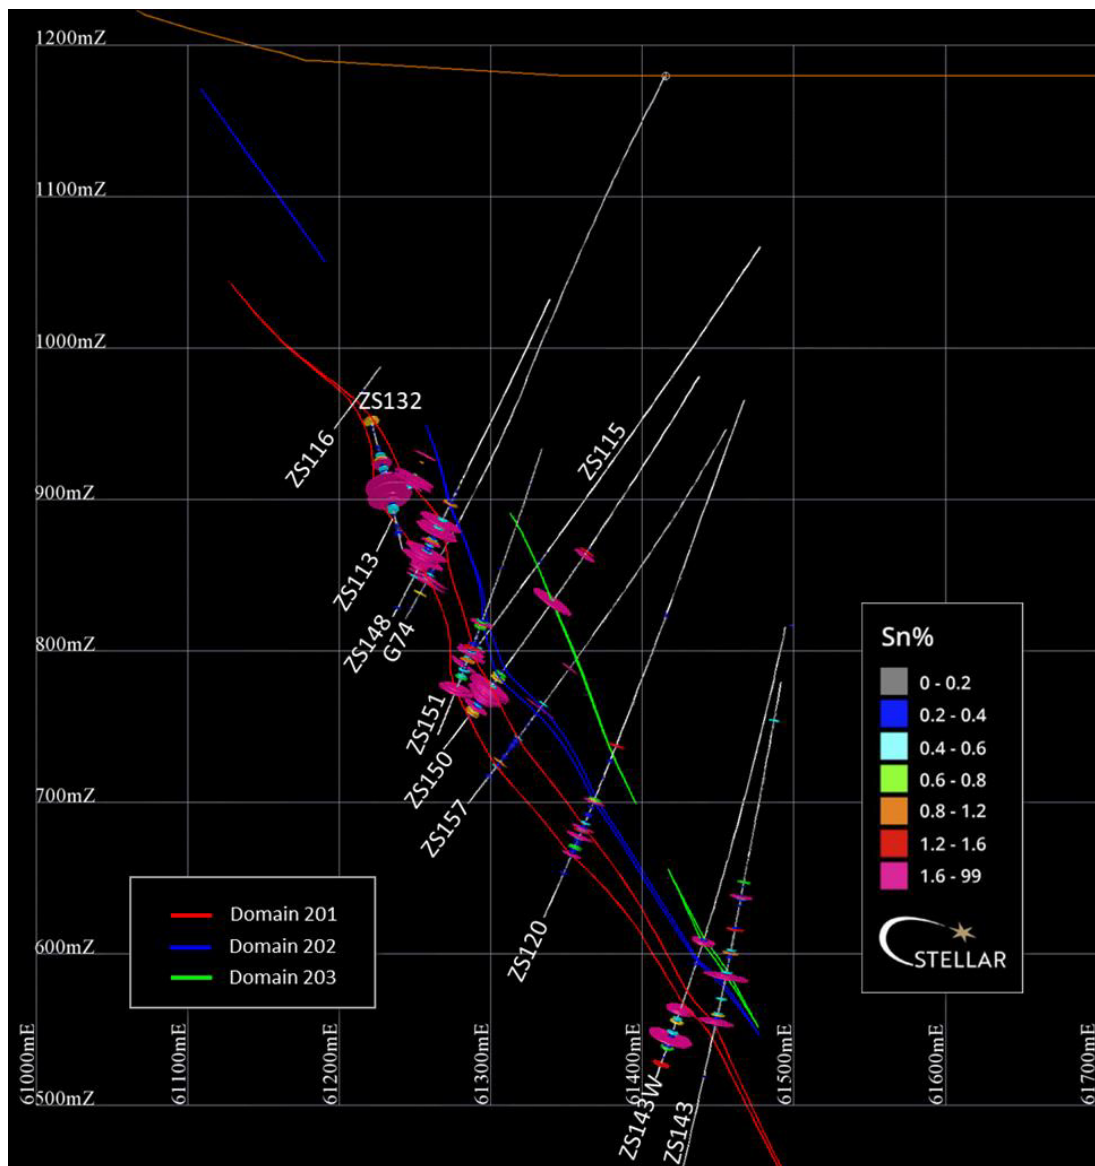 1200mZ
1100mZ
1000mZ
900mZ
800mZ
700mZ
600mZ
500mZ
ZS132
ZS116
ZS115
ZS113
ZS148
G74
ZS151
ZS150
ZS157
ZS120
ZS143W
ZS143
Sn%
0 - 0.2
0.2 - 0.4
0.4 - 0.6
0.6 - 0.8
0.8 - 1.2
1.2 - 1.6
1.6 - 99
STELLAR
Domain 201
Domain 202
Domain 203
61000mE
61100mE
61200mE
61300mE
61400mE
61500mE
61600mE
61700mE